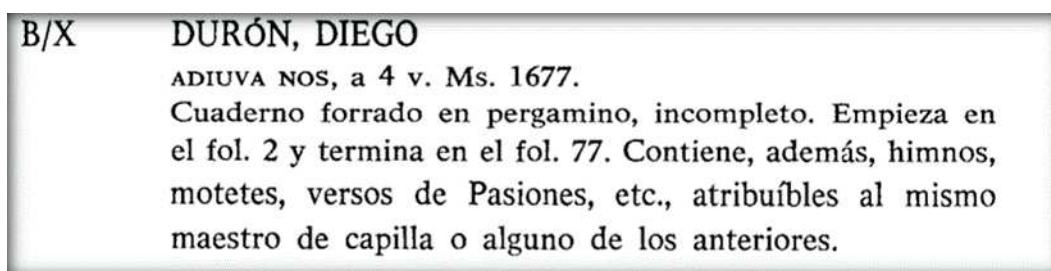 B/X DURÓN, DIEGO
ADIUVA NOS, a 4 v. Ms. 1677.
Cuaderno forrado en pergamino, incompleto. Empieza en
el fol. 2 y termina en el fol. 77. Contiene, además, himnos,
motetes, versos de Pasiones, etc., atribuíbles al mismo
maestro de capilla o alguno de los anteriores.